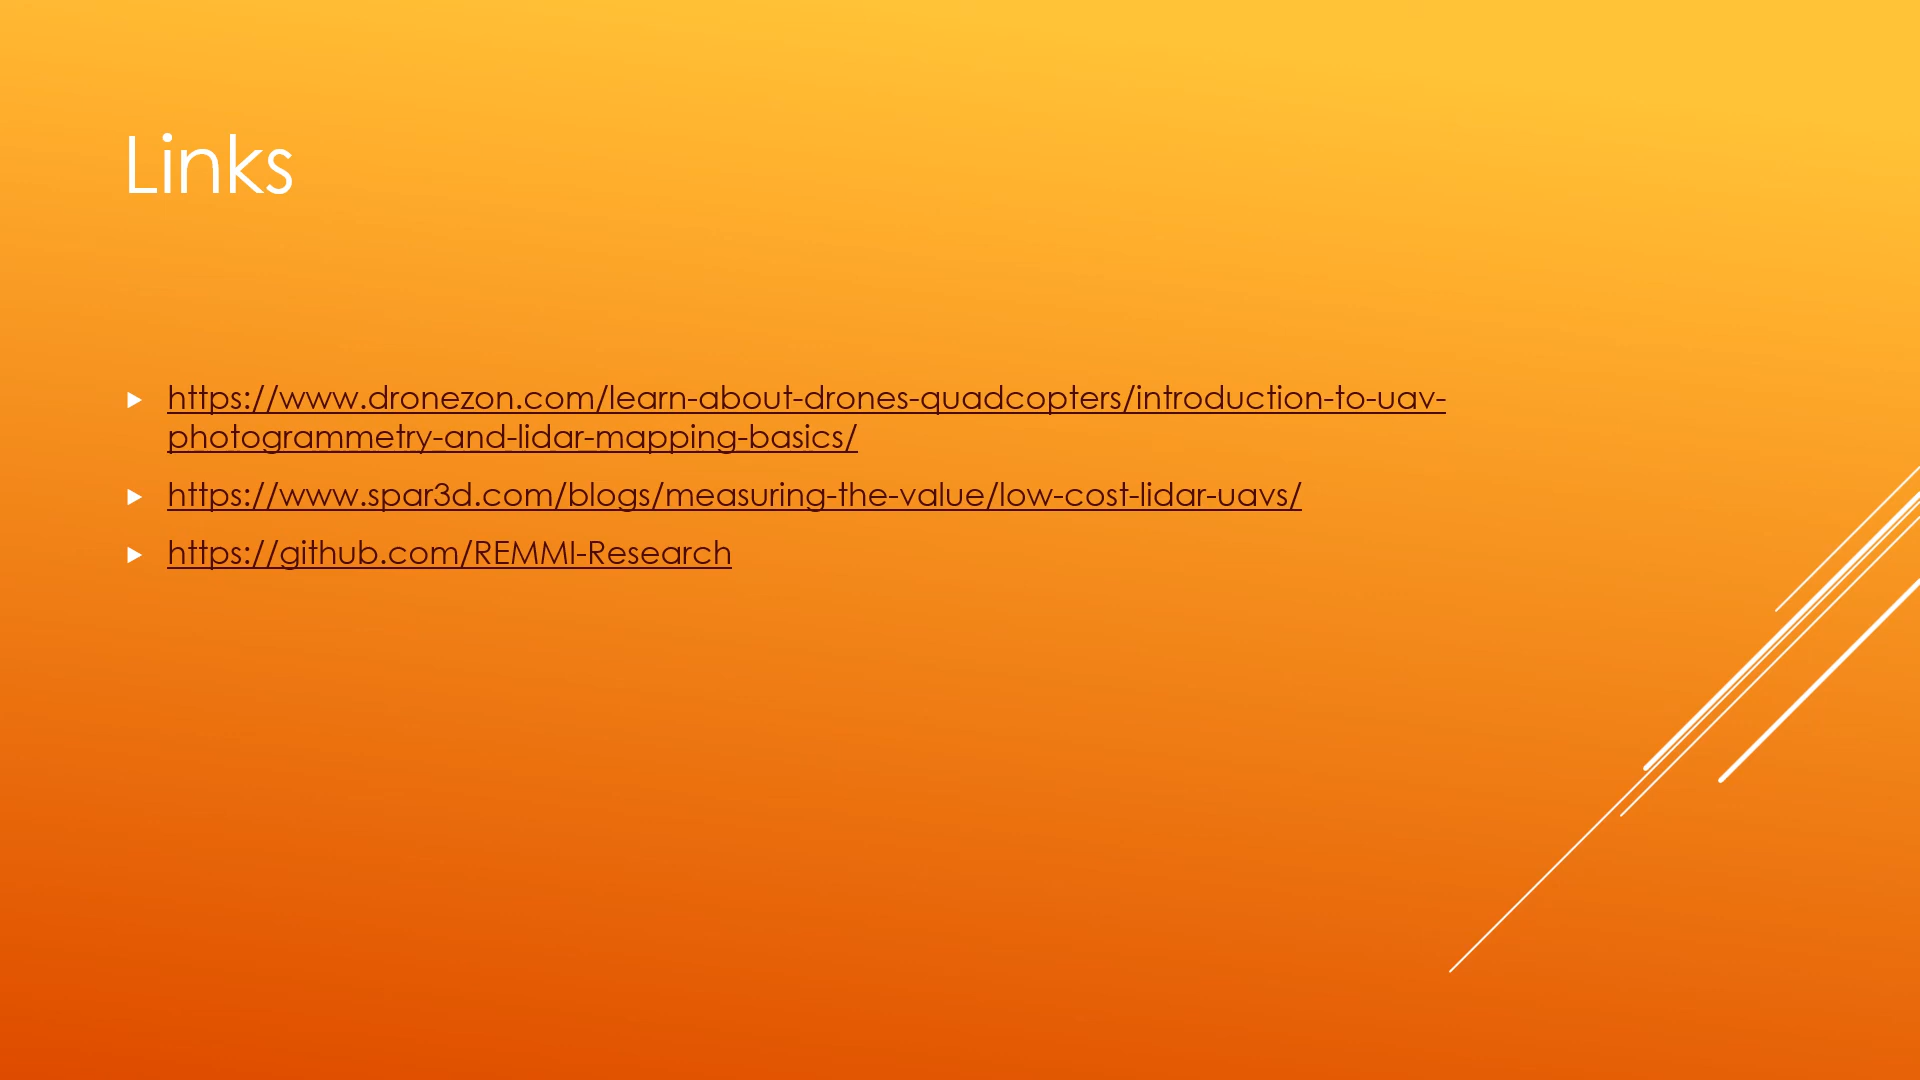 Links
https://www.dronezon.com/learn-about-drones-quadcopters/introduction-to-uav-
photogrammetry-and-lidar-mapping-basics/
https://www.spar3d.com/blogs/measuring-the-value/low-cost-lidar-uavs/
https://github.com/REMMI-Research